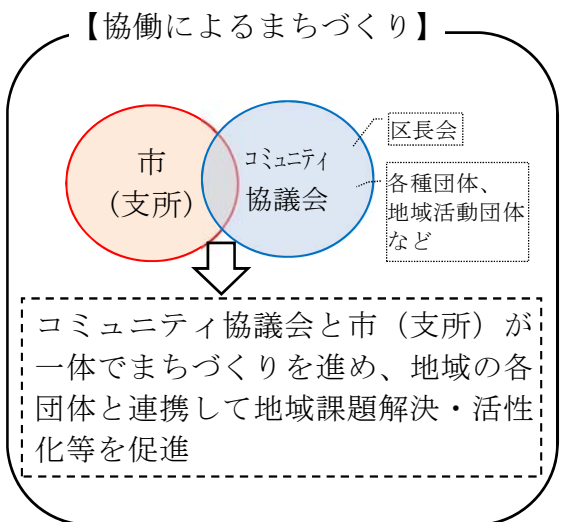 【協働によるまちづくり】
市
(支所)
コミュニティ
協議会
区長会
各種団体、
地域活動団体
など
コミュニティ協議会と市（支所）が
一体でまちづくりを進め、地域の各
団体と連携して地域課題解決・活性
化等を促進